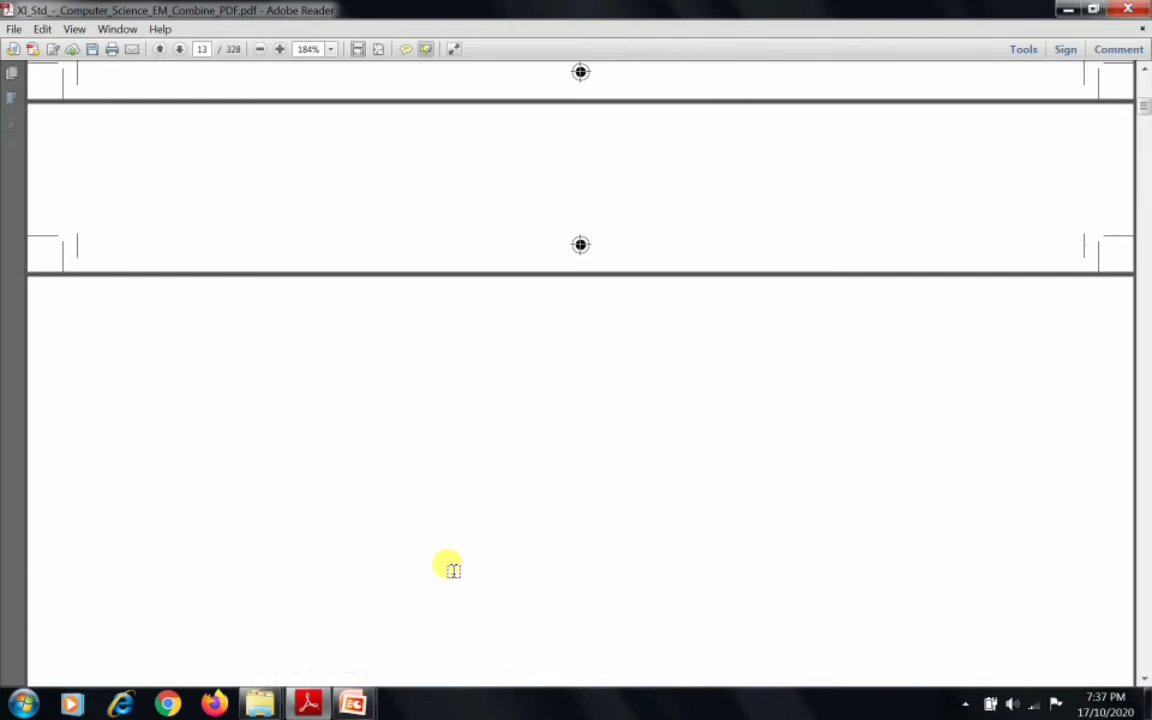 XI_Std_-_Computer_Science_EM_Combine_PDF.pdf - Adobe Reader
File Edit View Window Help
13 / 328 184% Tools Sign Comment
7:37 PM
17/10/2020